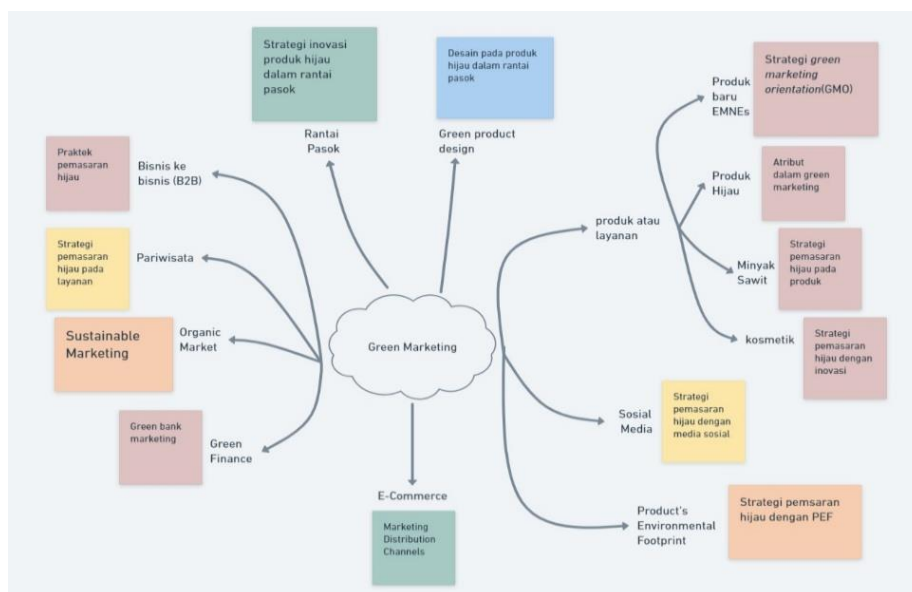 Strategi inovasi
produk hijau
dalam rantai
pasok
Rantai
Pasok
Desain pada produk
hijau dalam rantai
pasok
Green product
design
Praktek
pemasaran
hijau
Bisnis ke
bisnis (B2B)
Strategi
pemasaran
hijau pada
layanan
Pariwisata
Sustainable
Marketing
Organic
Market
Green bank
marketing
Green
Finance
Green Marketing
E-Commerce
Marketing
Distribution
Channels
produk atau
layanan
Produk
baru
EMNEs
Strategi green
marketing
orientation(GMO)
Produk
Hijau
Atribut
dalam green
marketing
Minyak
Sawit
Strategi
pemasaran
hijau pada
produk
kosmetik
Strategi
pemasaran
hijau dengan
inovasi
Sosial
Media
Strategi
pemasaran
hijau dengan
media sosial
Product's
Environmental
Footprint
Strategi pemsaran
hijau dengan PEF